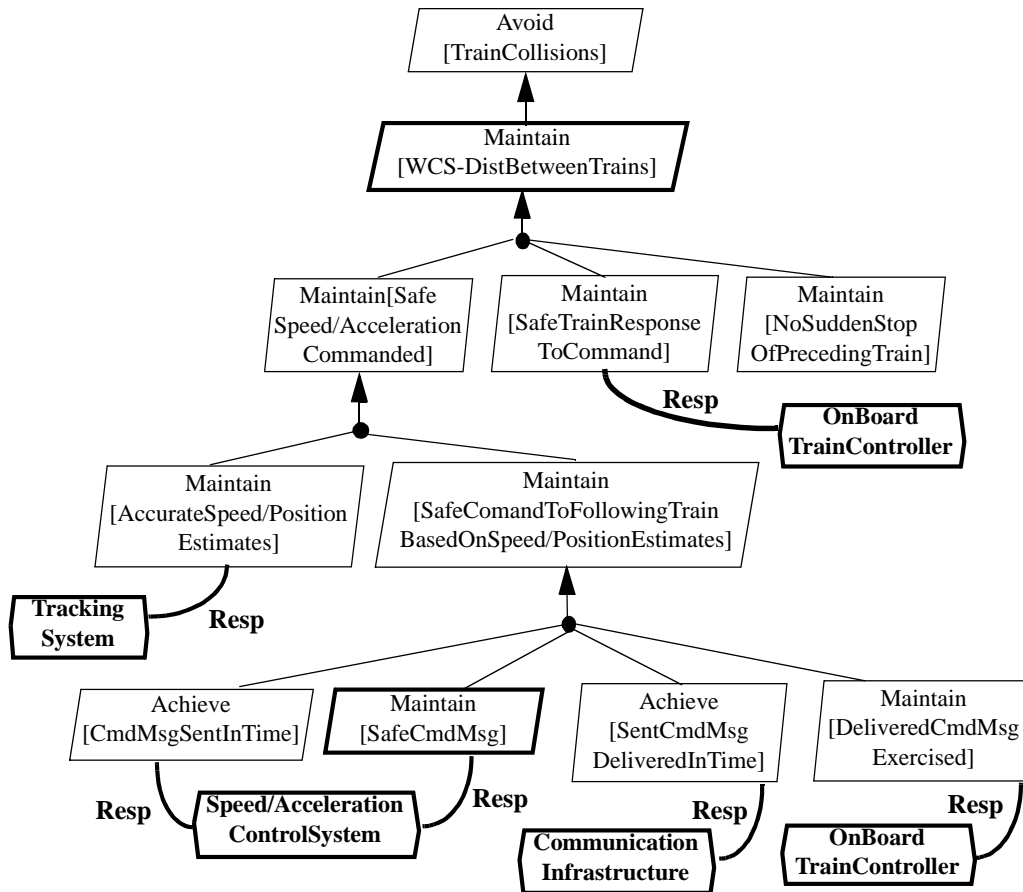 Avoid
[TrainCollisions]
Maintain
[WCS-DistBetweenTrains]
Maintain[Safe
Speed/Acceleration
Commanded]
Maintain
[SafeTrainResponse
ToCommand]
Maintain
[NoSuddenStop
OfPrecedingTrain]
Resp
OnBoard
TrainController
Maintain
[AccurateSpeed/Position
Estimates]
Maintain
[SafeComandToFollowingTrain
BasedOnSpeed/PositionEstimates]
Tracking
System
Resp
Achieve
[CmdMsgSentInTime]
Maintain
[SafeCmdMsg]
Achieve
[SentCmdMsg
DeliveredInTime]
Maintain
[DeliveredCmdMsg
Exercised]
Resp
Speed/Acceleration
ControlSystem
Resp
Communication
Infrastructure
Resp
OnBoard
TrainController
Resp